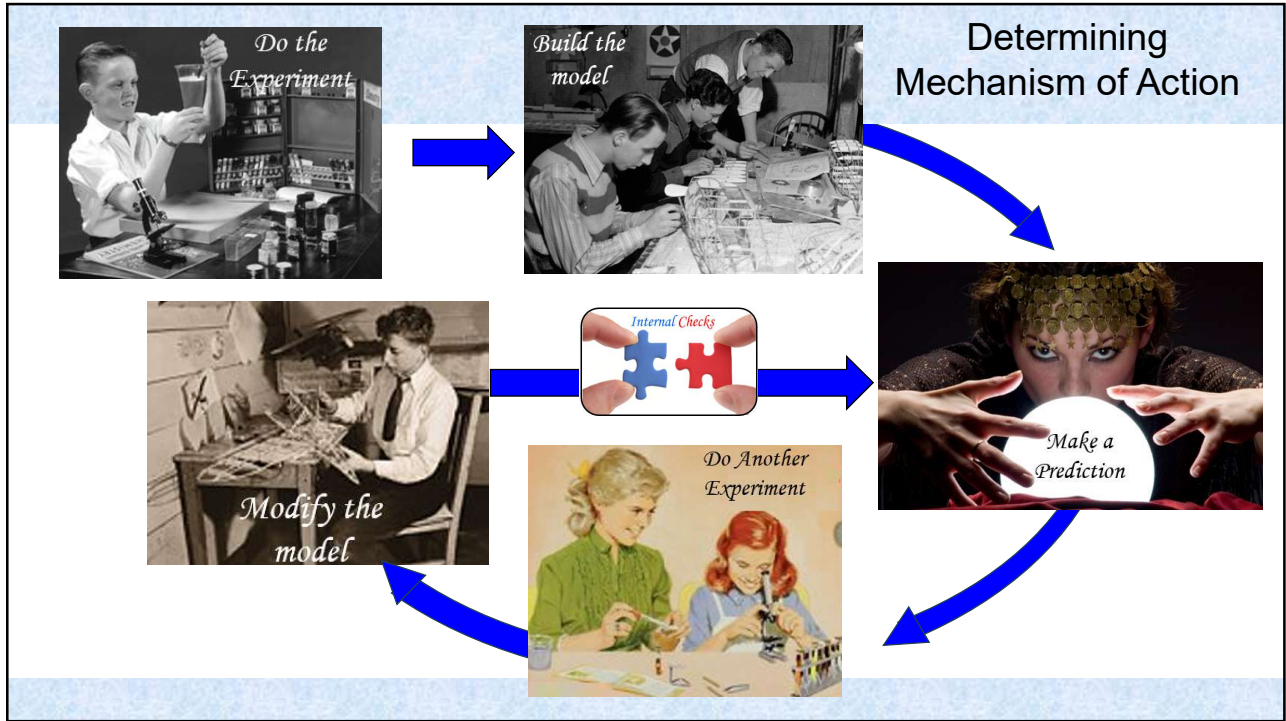 Determining
Mechanism of Action
Do the
Experiment
Build the
model
Make a
Prediction
Do Another
Experiment
Modify the
model
Internal Checks